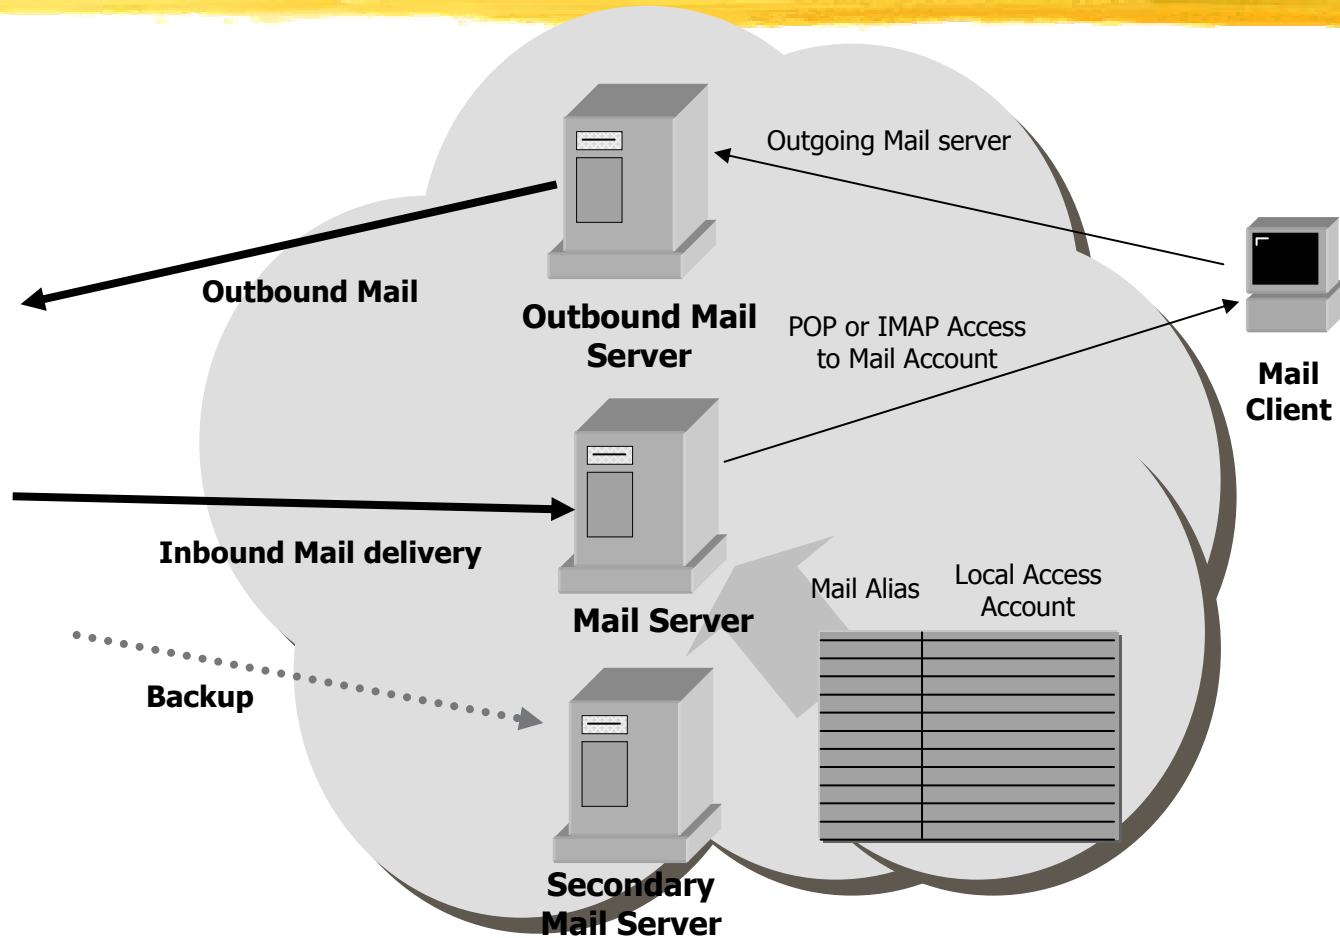 Outgoing Mail server
Outbound Mail
Outbound Mail
Server
POP or IMAP Access
to Mail Account
Mail
Client
Inbound Mail delivery
Mail Server
Mail Alias
Local Access
Account
Backup
Secondary
Mail Server